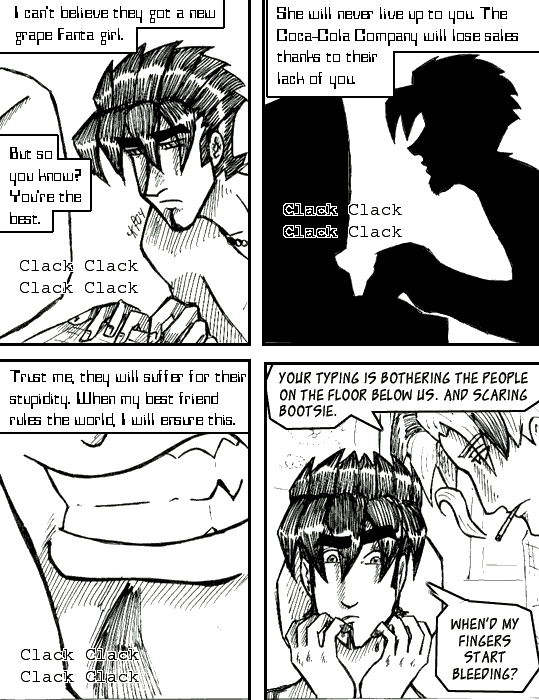 I can't believe they got a new
grape Fanta girl.
But so
you know?
You're the
best.
Clack Clack
Clack Clack
She will never live up to you. The
Coca-Cola Company will lose sales
thanks to their
lack of you.
Clack Clack
Clack Clack
Trust me, they will suffer for their
stupidity. When my best friend
rules the world, I will ensure this.
Clack Clack
Clack Clack
YOUR TYPING IS BOTHERING THE PEOPLE
ON THE FLOOR BELOW US. AND SCARING
BOOTSIE.
WHEN'D MY
FINGERS
START
BLEEDING?